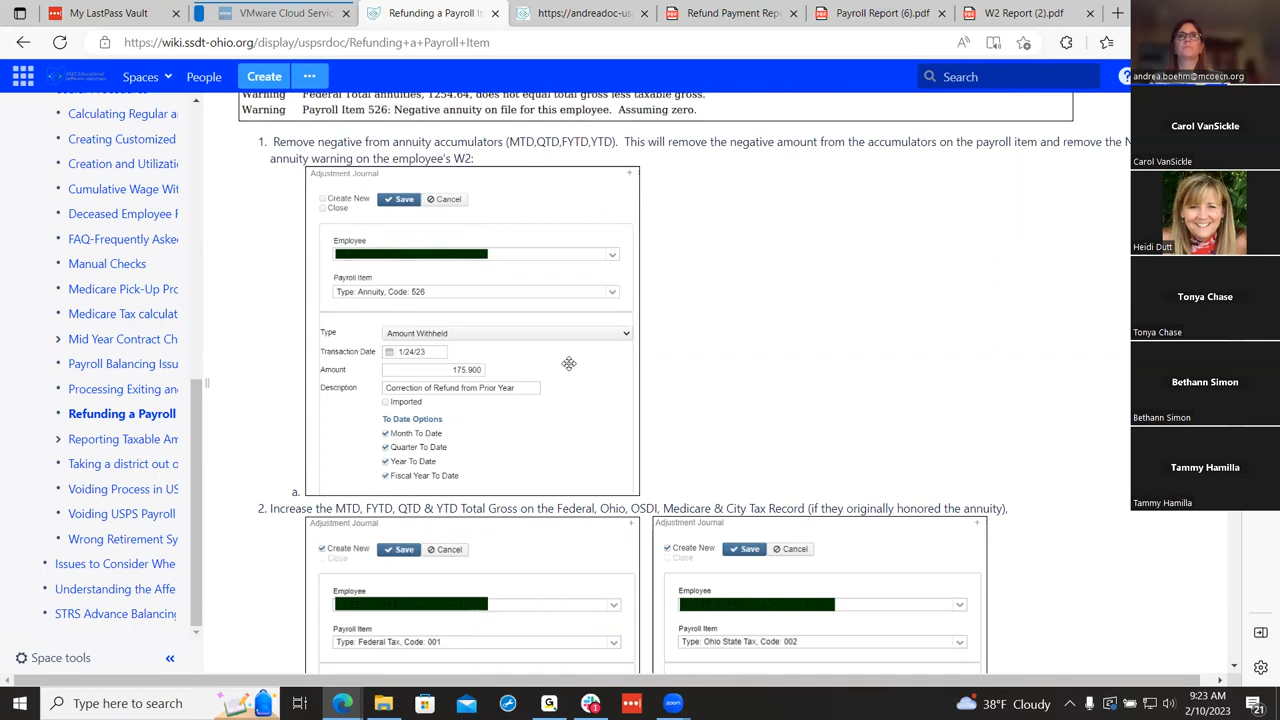 My LastPass Vault
VMware Cloud Services
Refunding a Payroll It
https://andreadoc-us
Refund Payment Repo
Payroll Report (6).pdf
W2 Report (2).pdf
https://wiki.ssdt-ohio.org/display/uspsrdoc/Refunding+a+Payroll+Item
Spaces
People
Create
Search
Calculating Regular a
Creating Customized
Creation and Utilizati
Cumulative Wage Wit
Deceased Employee F
FAQ-Frequently Aske
Manual Checks
Medicare Pick-Up Pro
Medicare Tax calculat
Mid Year Contract Ch
Payroll Balancing Issu
Processing Exiting an
Refunding a Payroll
Reporting Taxable Am
Taking a district out o
Voiding Process in US
Voiding USPS Payroll
Wrong Retirement Sy
Issues to Consider Whe
Understanding the Affe
STRS Advance Balancing
Space tools
Warning Federal Total annuities, 1254.04, does not equal total gross less taxable gross.
Warning Payroll Item 526: Negative annuity on file for this employee. Assuming zero.
1. Remove negative from annuity accumulators (MTD,QTD,FYTD,YTD). This will remove the negative amount from the accumulators on the payroll item and remove the N
annuity warning on the employee's W2:
Adjustment Journal
Create New
Close
Save
Cancel
Employee
Payroll Item
Type: Annuity, Code: 526
Type
Amount Withheld
Transaction Date
1/24/23
Amount
175.900
Description
Correction of Refund from Prior Year
Imported
To Date Options
Month To Date
Quarter To Date
Year To Date
Fiscal Year To Date
a.
2. Increase the MTD, FYTD, QTD & YTD Total Gross on the Federal, Ohio, OSDI, Medicare & City Tax Record (if they originally honored the annuity),
Adjustment Journal
Create New
Close
Save
Cancel
Employee
Payroll Item
Type: Federal Tax, Code: 001
Adjustment Journal
Create New
Close
Save
Cancel
Employee
Payroll Item
Type: Ohio State Tax, Code: 002
andrea.boehm@mcoecn.org
Carol VanSickle
Carol VanSickle
Heidi Dutt
Tonya Chase
Tonya Chase
Bethann Simon
Bethann Simon
Tammy Hamilla
Tammy Hamilla
Type here to search
38°F Cloudy
9:23 AM
2/10/2023
21